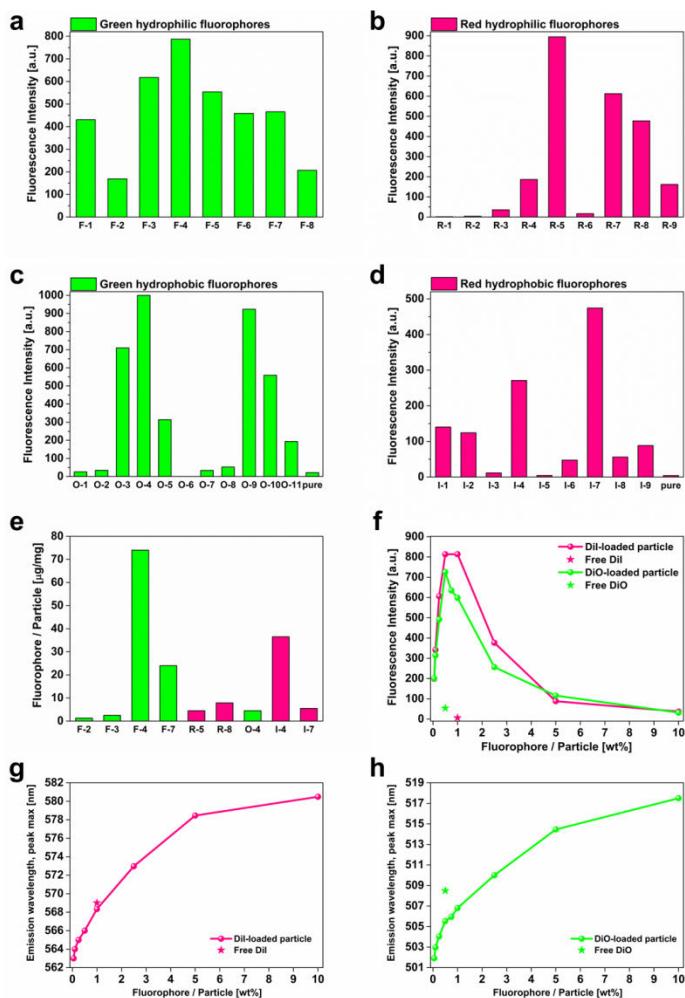 a
Green hydrophilic fluorophores
Fluorescence Intensity [a.u.]
800
700
600
500
400
300
200
100
0
F-1 F-2 F-3 F-4 F-5 F-6 F-7 F-8
b
Red hydrophilic fluorophores
Fluorescence Intensity [a.u.]
900
800
700
600
500
400
300
200
100
0
R-1 R-2 R-3 R-4 R-5 R-6 R-7 R-8 R-9
c
Green hydrophobic fluorophores
Fluorescence Intensity [a.u.]
1000
900
800
700
600
500
400
300
200
100
0
O-1 O-2 O-3 O-4 O-5 O-6 O-7 O-8 O-9 O-10 O-11 pure
d
Red hydrophobic fluorophores
Fluorescence Intensity [a.u.]
500
400
300
200
100
0
I-1 I-2 I-3 I-4 I-5 I-6 I-7 I-8 I-9 pure
e
Fluorophore / Particle [µg/mg]
80
70
60
50
40
30
20
10
0
F-2 F-3 F-4 F-7 R-5 R-8 O-4 I-4 I-7
f
Fluorescence Intensity [a.u.]
900
800
700
600
500
400
300
200
100
0
DiI-loaded particle
Free DiI
DiO-loaded particle
Free DiO
0 1 2 3 4 5 6 7 8 9 10
Fluorophore / Particle [wt%]
g
Emission wavelength, peak max [nm]
582
580
578
576
574
572
570
568
566
564
562
DiI-loaded particle
Free DiI
0 1 2 3 4 5 6 7 8 9 10
Fluorophore / Particle [wt%]
h
Emission wavelength, peak max [nm]
519
517
515
513
511
509
507
505
503
501
DiO-loaded particle
Free DiO
0 1 2 3 4 5 6 7 8 9 10
Fluorophore / Particle [wt%]